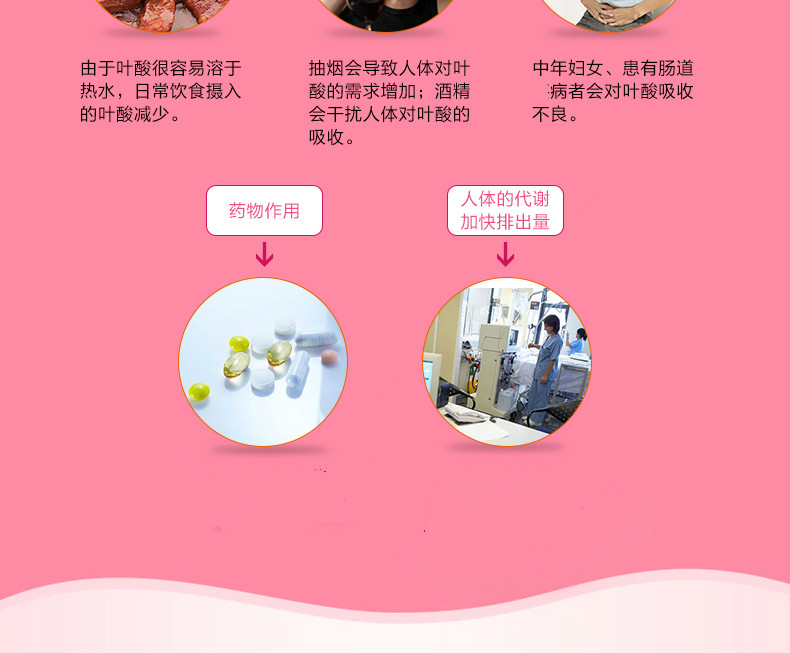 由于叶酸很容易溶于
热水，日常饮食摄入
的叶酸减少。
抽烟会导致人体对叶
酸的需求增加；酒精
会干扰人体对叶酸的
吸收。
中年妇女、患有肠道
病者会对叶酸吸收
不良。
药物作用
人体的代谢
加快排出量